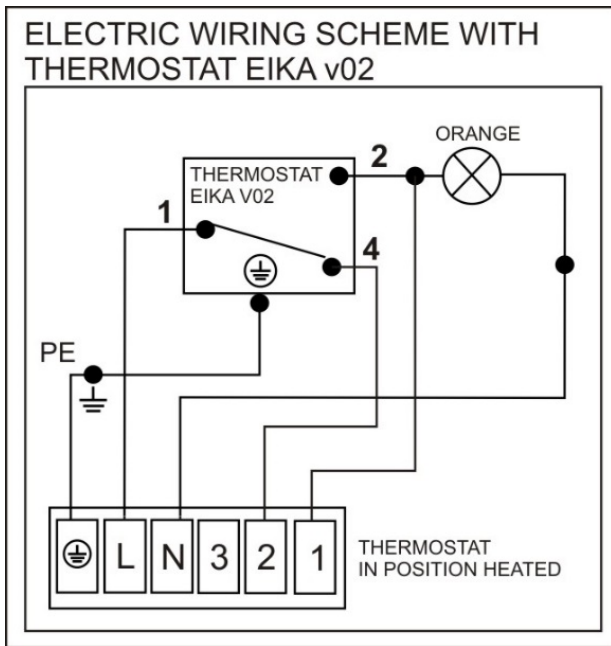 ELECTRIC WIRING SCHEME WITH
THERMOSTAT EIKA v02
ORANGE
2
THERMOSTAT
EIKA V02
1
4
PE
L N 3 2 1
THERMOSTAT
IN POSITION HEATED